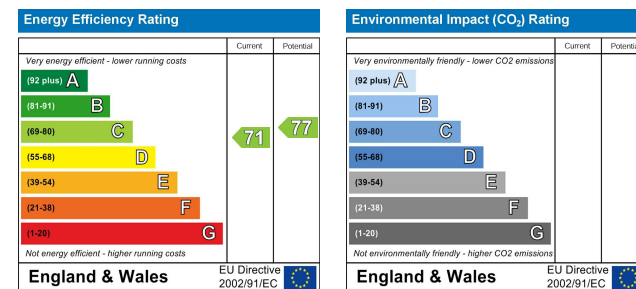 Energy Efficiency Rating
Current Potential
Very energy efficient - lower running costs
(92 plus) A
(81-91) B
(69-80) C
(55-68) D
(39-54) E
(21-38) F
(1-20) G
71
77
Not energy efficient - higher running costs
England & Wales
EU Directive
2002/91/EC
Environmental Impact (CO2) Rating
Current Potential
Very environmentally friendly - lower CO2 emissions
(92 plus) A
(81-91) B
(69-80) C
(55-68) D
(39-54) E
(21-38) F
(1-20) G
Not environmentally friendly - higher CO2 emissions
England & Wales
EU Directive
2002/91/EC